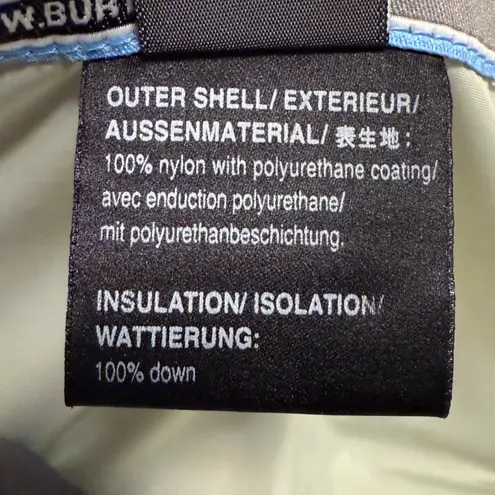 W.BURT
OUTER SHELL/ EXTERIEUR/
AUSSENMATERIAL/ 表生地:
100% nylon with polyurethane coating/
avec enduction polyurethane/
mit polyurethanbeschichtung.
INSULATION/ ISOLATION/
WATTIERUNG:
100% down